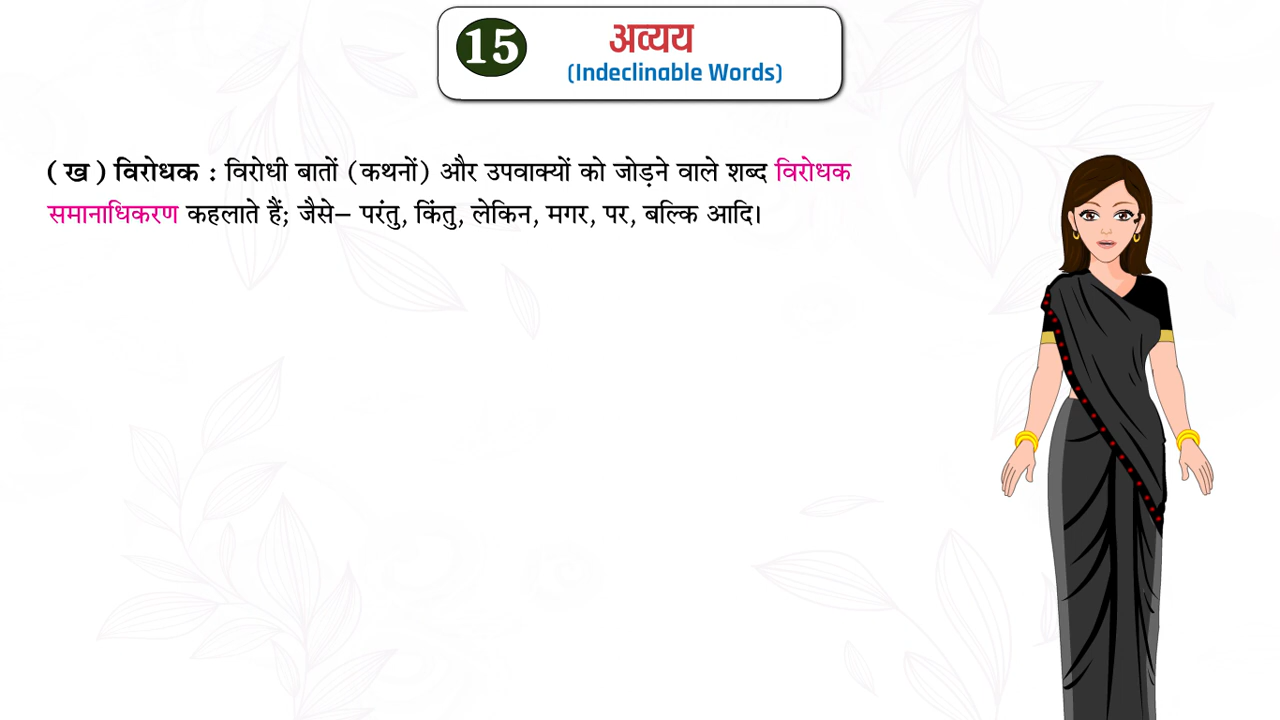 15
अव्यय
(Indeclinable Words)
( ख ) विरोधक : विरोधी बातों (कथनों) और उपवाक्यों को जोड़ने वाले शब्द विरोधक
समानाधिकरण कहलाते हैं; जैसे– परंतु, किंतु, लेकिन, मगर, पर, बल्कि आदि।